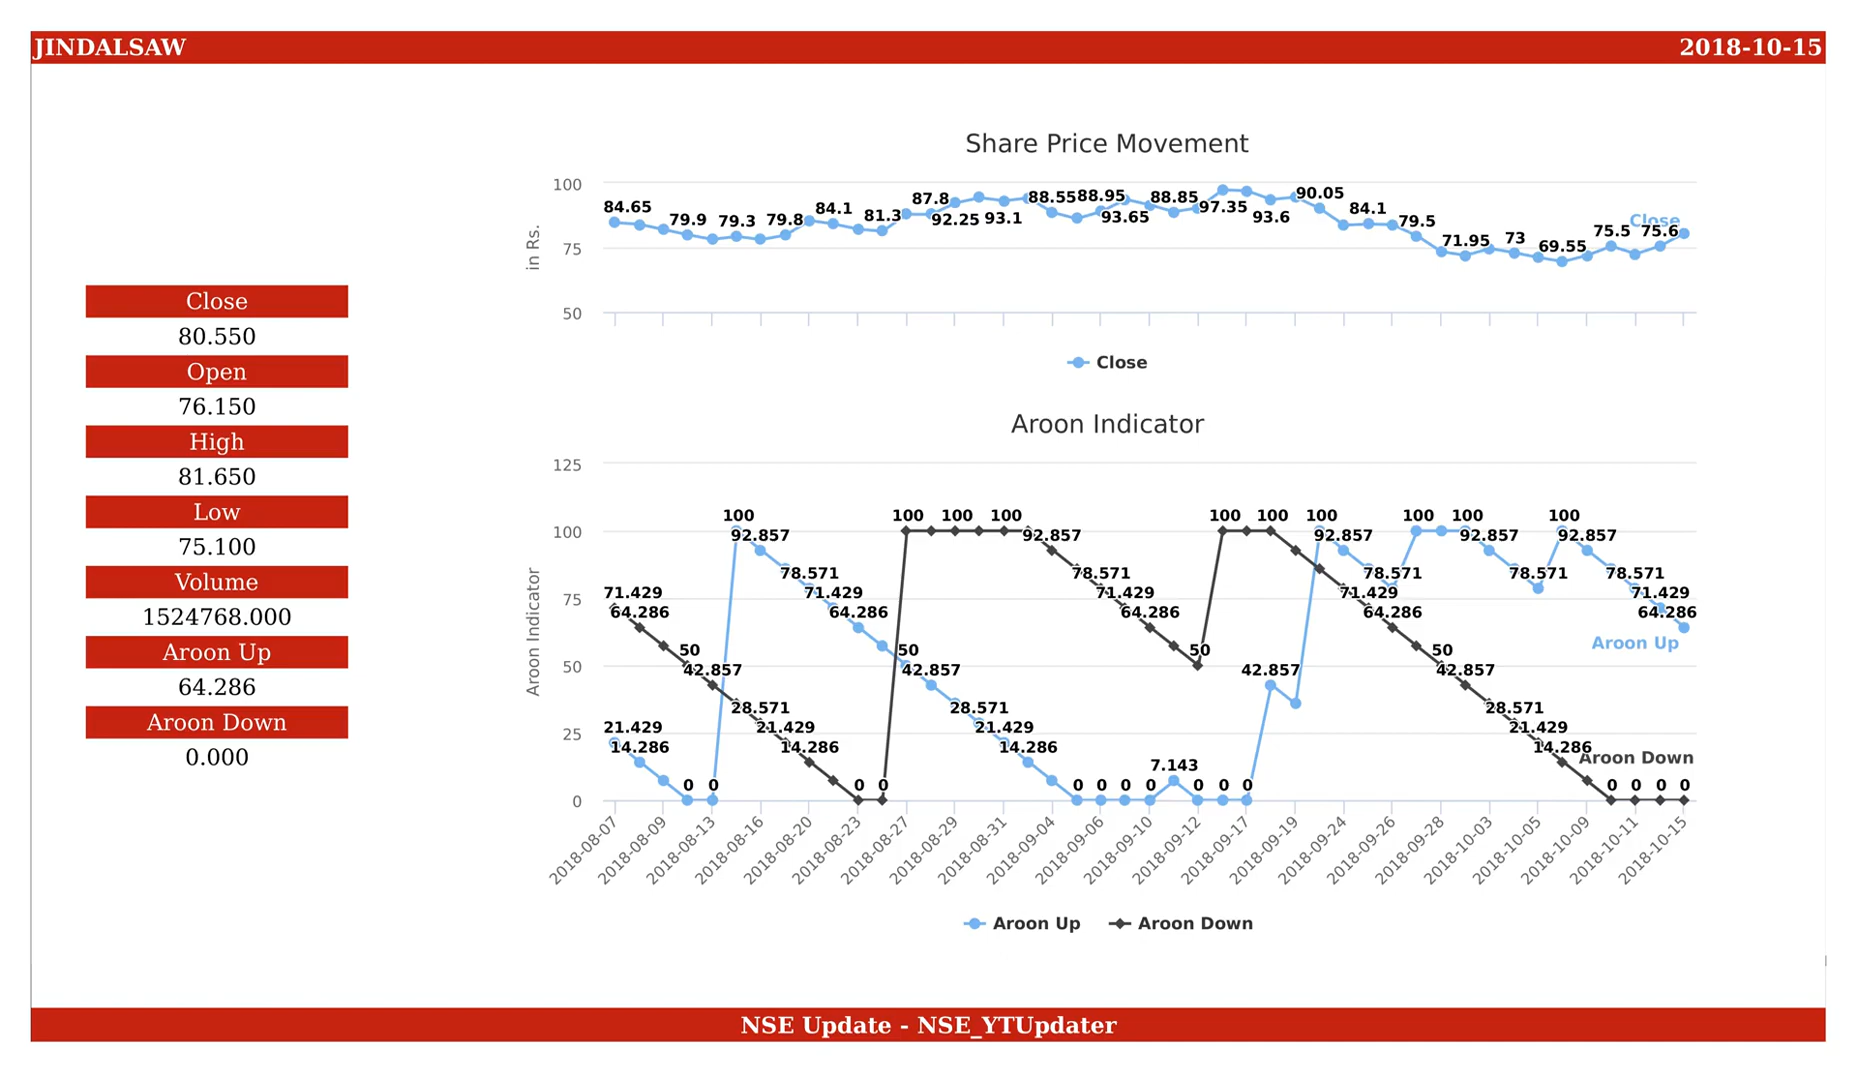 JINDALSAW 2018-10-15
Close
80.550
Open
76.150
High
81.650
Low
75.100
Volume
1524768.000
Aroon Up
64.286
Aroon Down
0.000
Share Price Movement
in Rs.
100
75
50
84.65 79.9 79.3 79.8 84.1 81.3 87.8 92.25 93.1 88.55 88.95 93.65 88.85 97.35 93.6 90.05 84.1 79.5 71.95 73 69.55 75.5 75.6
Close
Close
Aroon Indicator
Aroon Indicator
125
100
75
50
25
0
100 100 100 100 100 100 100 100 100 100
92.857 92.857 92.857 92.857 92.857
78.571 78.571 78.571 78.571 78.571
71.429 71.429 71.429 71.429 71.429
64.286 64.286 64.286 64.286 64.286
Aroon Up
50 50 50 50
42.857 42.857 42.857 42.857
28.571 28.571 28.571
21.429 21.429 21.429 21.429
14.286 14.286 14.286 14.286
Aroon Down
7.143
0 0 0 0 0 0 0 0 0 0 0 0 0 0 0
2018-08-07 2018-08-09 2018-08-13 2018-08-16 2018-08-20 2018-08-23 2018-08-27 2018-08-29 2018-08-31 2018-09-04 2018-09-06 2018-09-10 2018-09-12 2018-09-17 2018-09-19 2018-09-24 2018-09-26 2018-09-28 2018-10-03 2018-10-05 2018-10-09 2018-10-11 2018-10-15
Aroon Up Aroon Down
NSE Update - NSE_YTUpdater